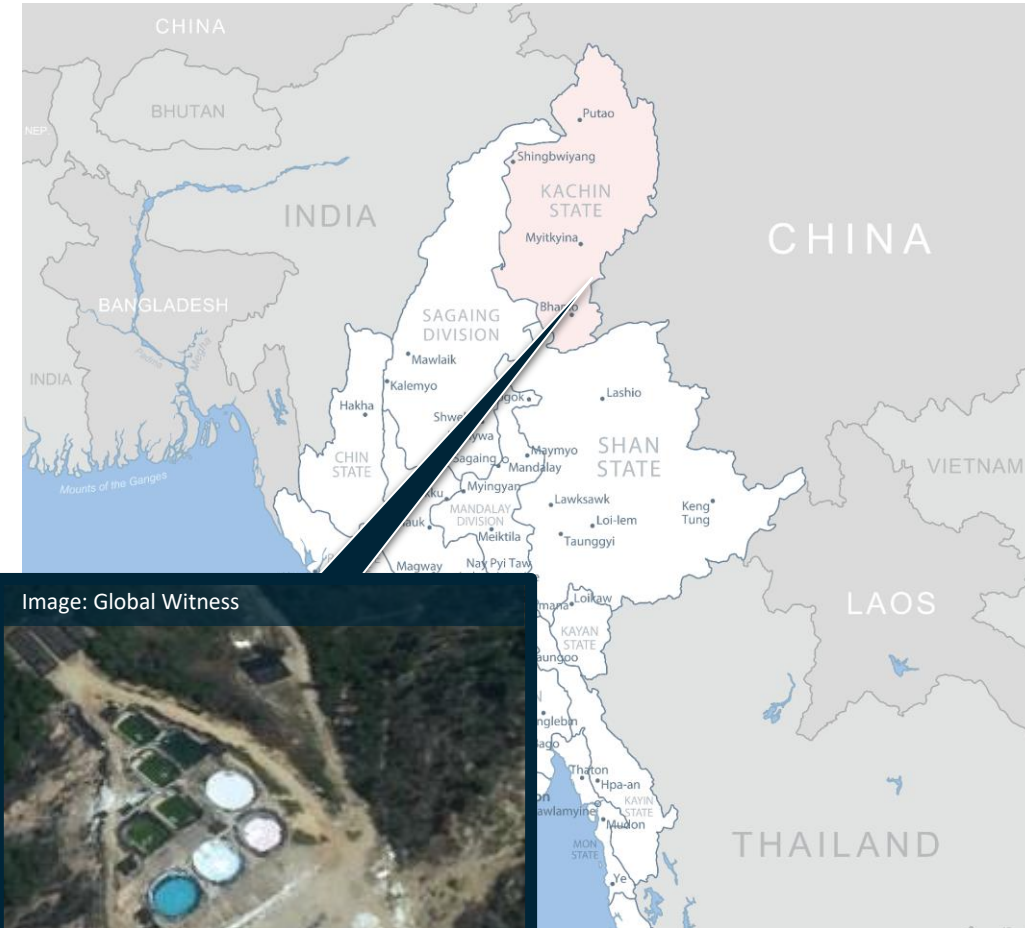 CHINA
BHUTAN
NEP
Putao
Shingbwiyang
KACHIN
STATE
INDIA
CHINA
Myitkyina
BANGLADESH
SAGAING
DIVISION
Padma
Megha
INDIA
Mawlaik
Kalemyo
Hakha
Lashio
CHIN
STATE
Sagaing
Maymyo
Mandalay
SHAN
STATE
VIETNAM
Mounts of the Ganges
Myingyan
MANDALAY
DIVISION
Lawksawk
Keng
Tung
Loi-lem
Meiktila
Taunggyi
Magway
Nay Pyi Taw
Image: Global Witness
Loikaw
LAOS
KAYAN
STATE
Thaton
Hpa-an
KAYIN
STATE
Mudon
MON
STATE
THAILAND
Ye